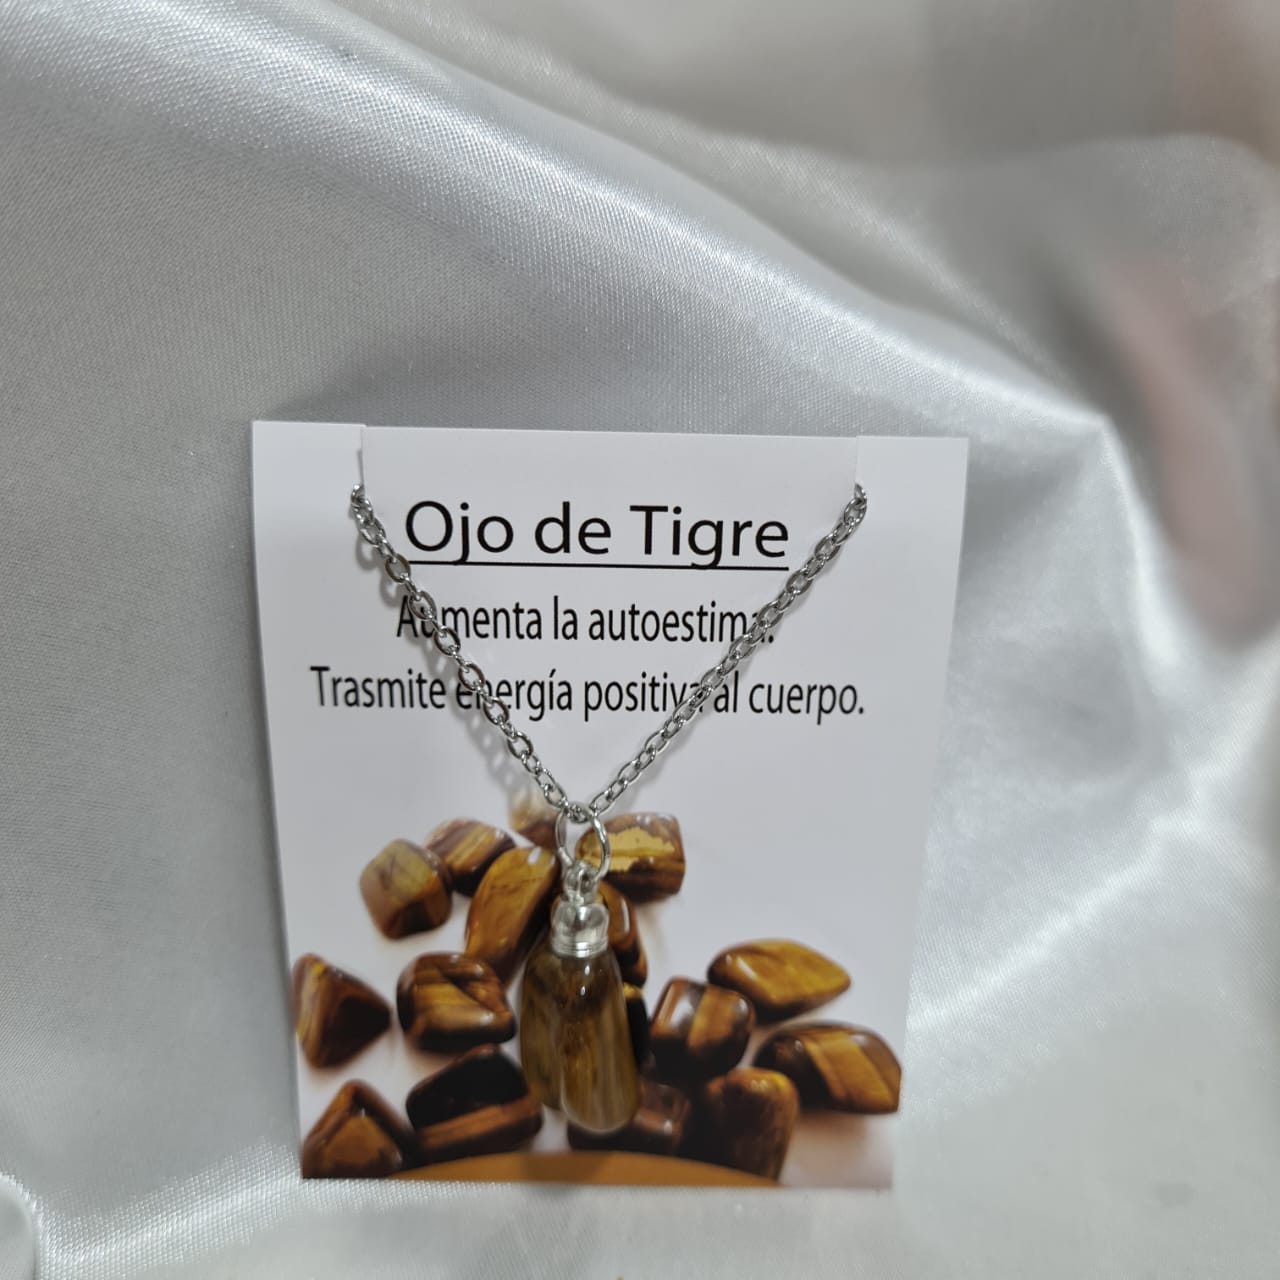 Ojo de Tigre
Aumenta la autoestima.
Trasmite energía positiva al cuerpo.